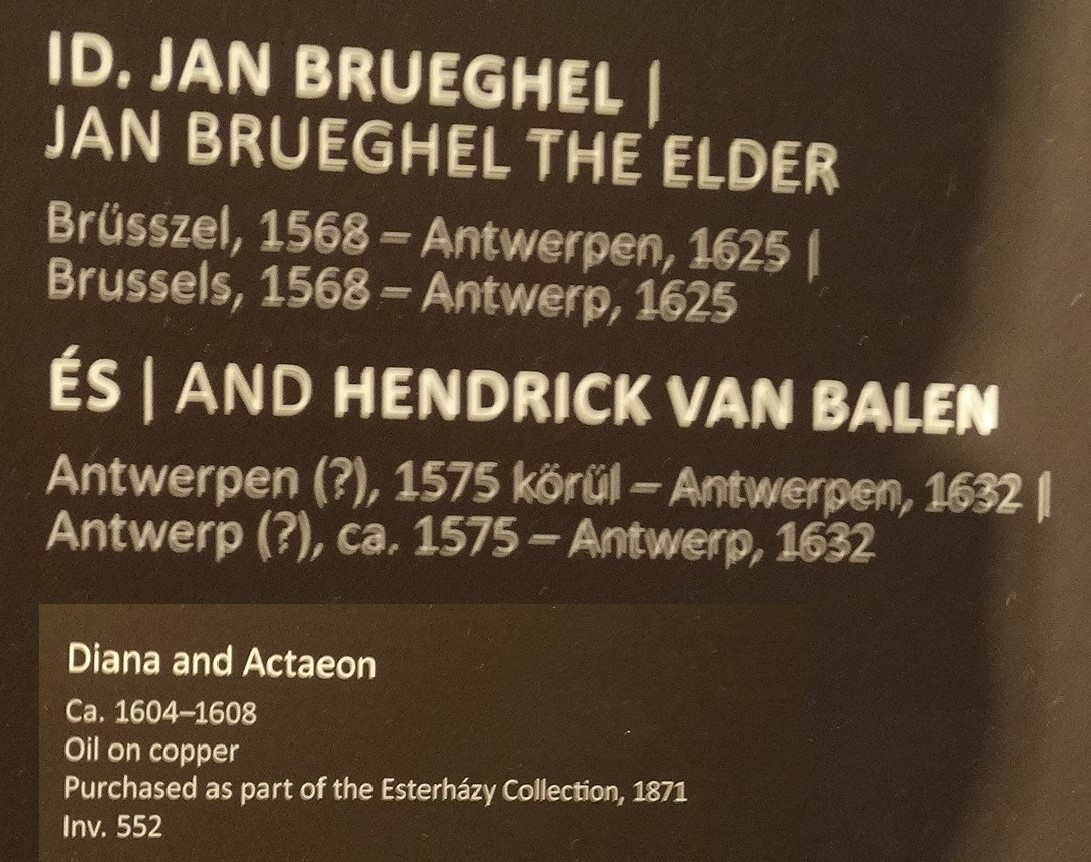 ID. JAN BRUEGHEL |
JAN BRUEGHEL THE ELDER
Brüsszel, 1568 – Antwerpen, 1625 |
Brussels, 1568 – Antwerp, 1625
ÉS | AND HENDRICK VAN BALEN
Antwerpen (?), 1575 körül – Antwerpen, 1632 |
Antwerp (?), ca. 1575 – Antwerp, 1632
Diana and Actaeon
Ca. 1604–1608
Oil on copper
Purchased as part of the Esterházy Collection, 1871
Inv. 552